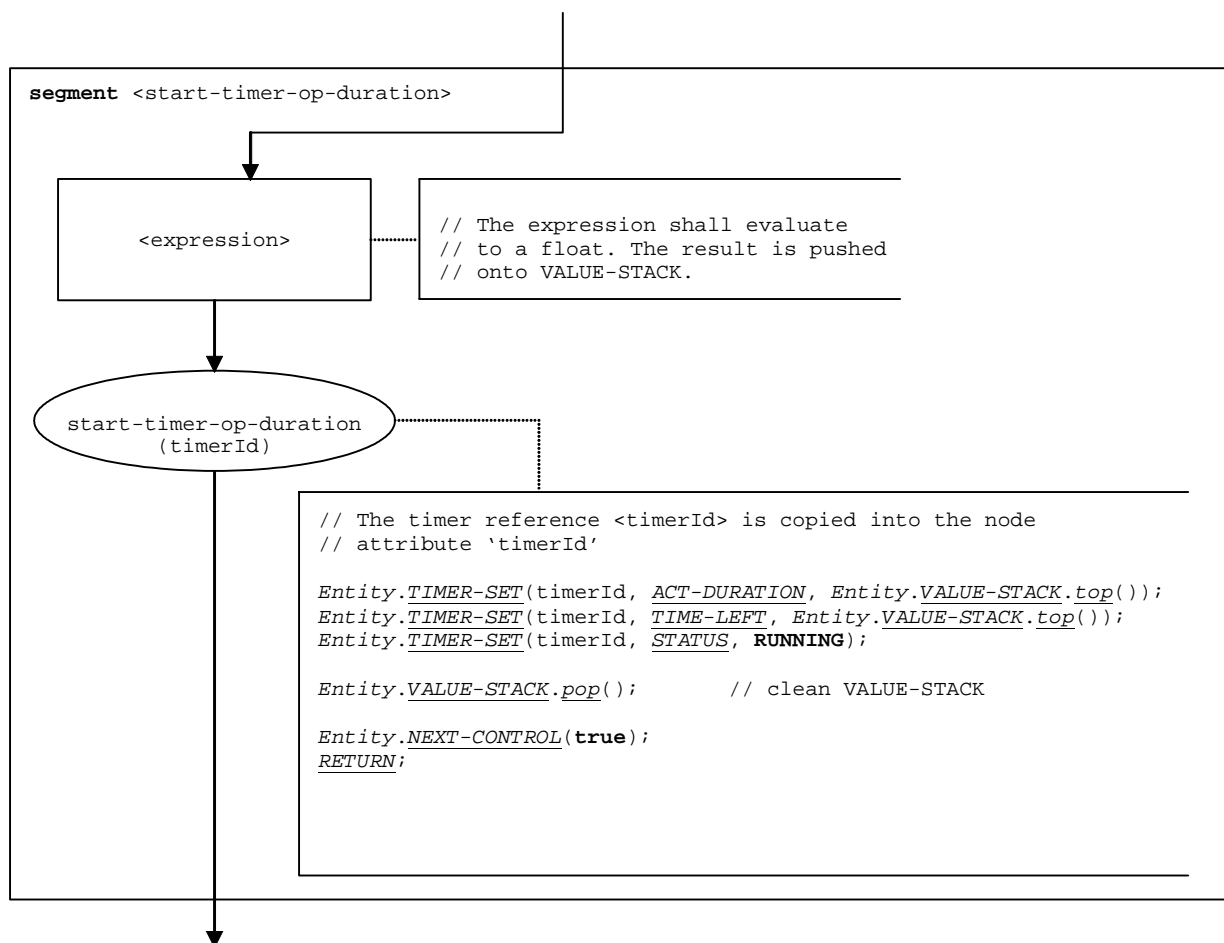 segment <start-timer-op-duration>
<expression>
// The expression shall evaluate
// to a float. The result is pushed
// onto VALUE-STACK.
start-timer-op-duration
(timerId)
// The timer reference <timerId> is copied into the node
// attribute ‘timerId’
Entity.TIMER-SET(timerId, ACT-DURATION, Entity.VALUE-STACK.top());
Entity.TIMER-SET(timerId, TIME-LEFT, Entity.VALUE-STACK.top());
Entity.TIMER-SET(timerId, STATUS, RUNNING);
Entity.VALUE-STACK.pop(); // clean VALUE-STACK
Entity.NEXT-CONTROL(true);
RETURN;